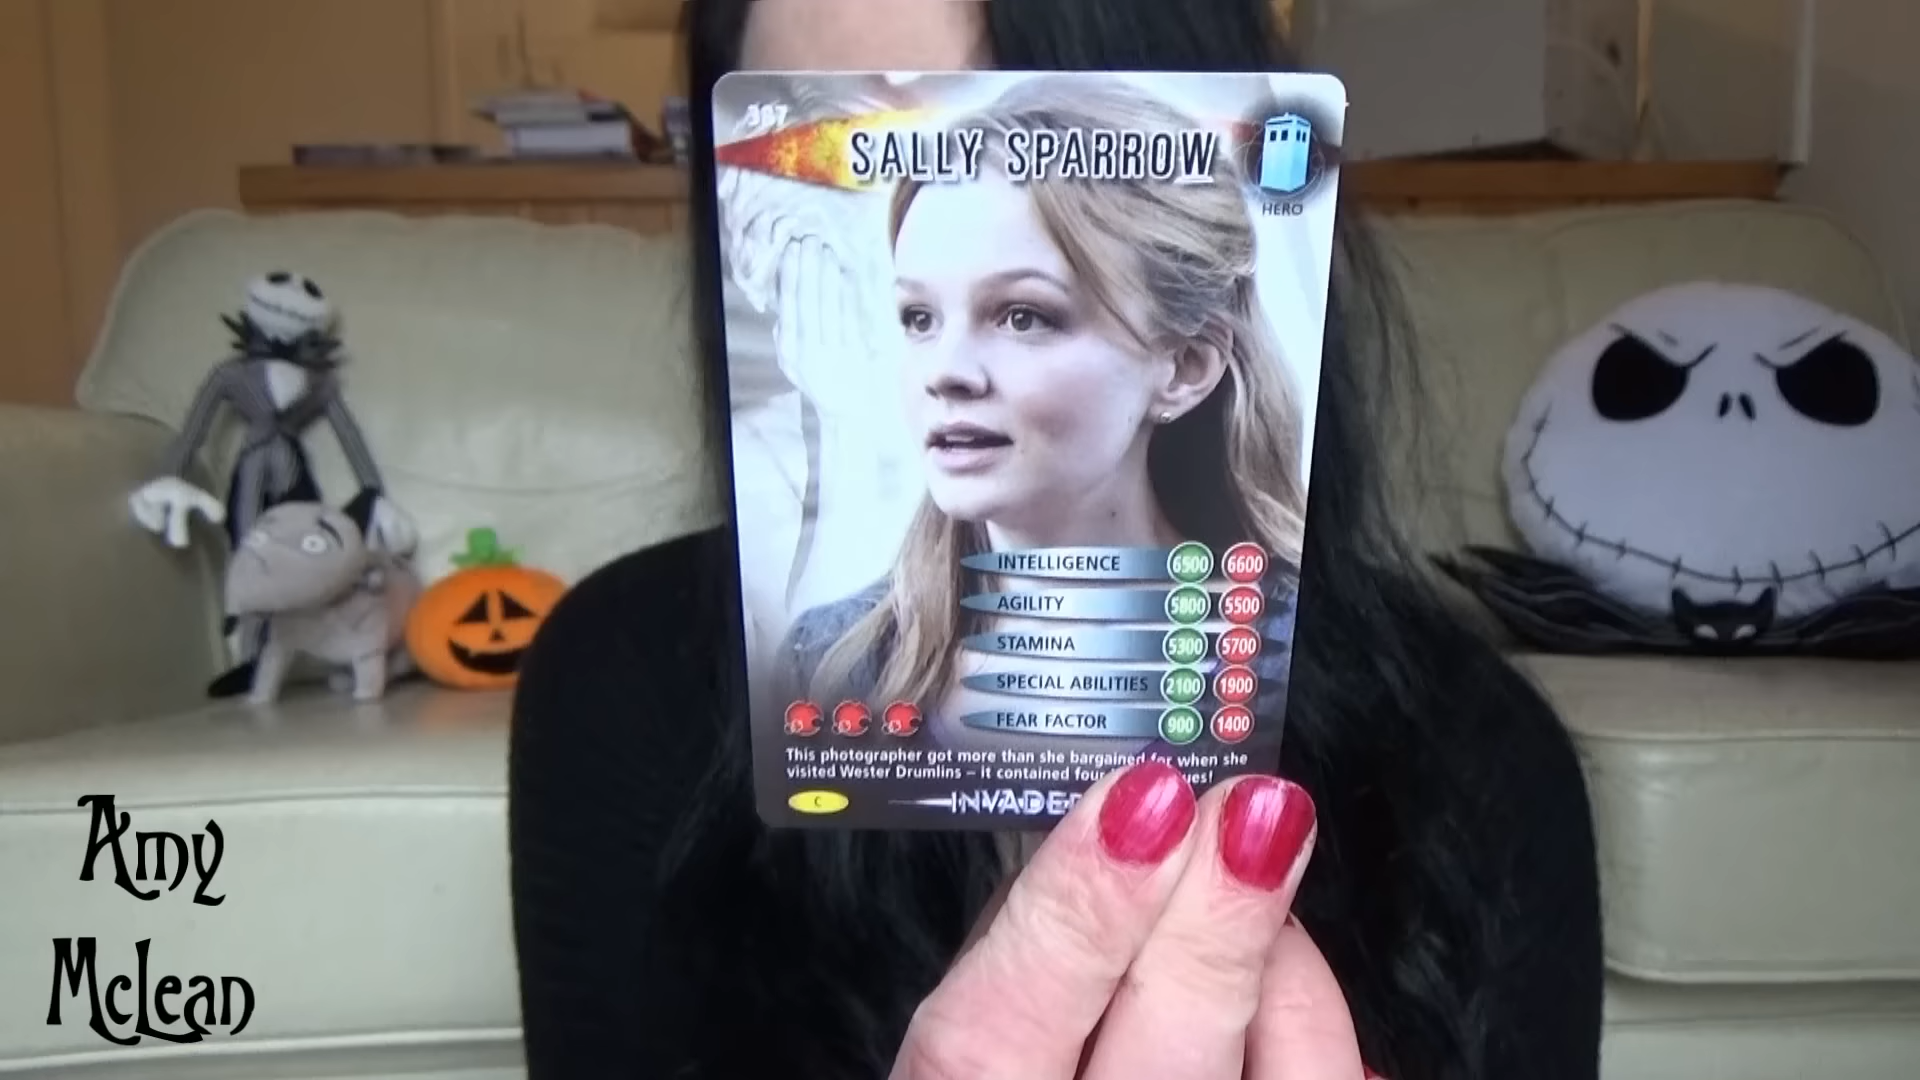 387
SALLY SPARROW
HERO
INTELLIGENCE 6500 6600
AGILITY 5800 5500
STAMINA 5300 5700
SPECIAL ABILITIES 2100 1900
FEAR FACTOR 900 1400
This photographer got more than she bargained for when she
visited Wester Drumlins – it contained four
C
Amy
McLean